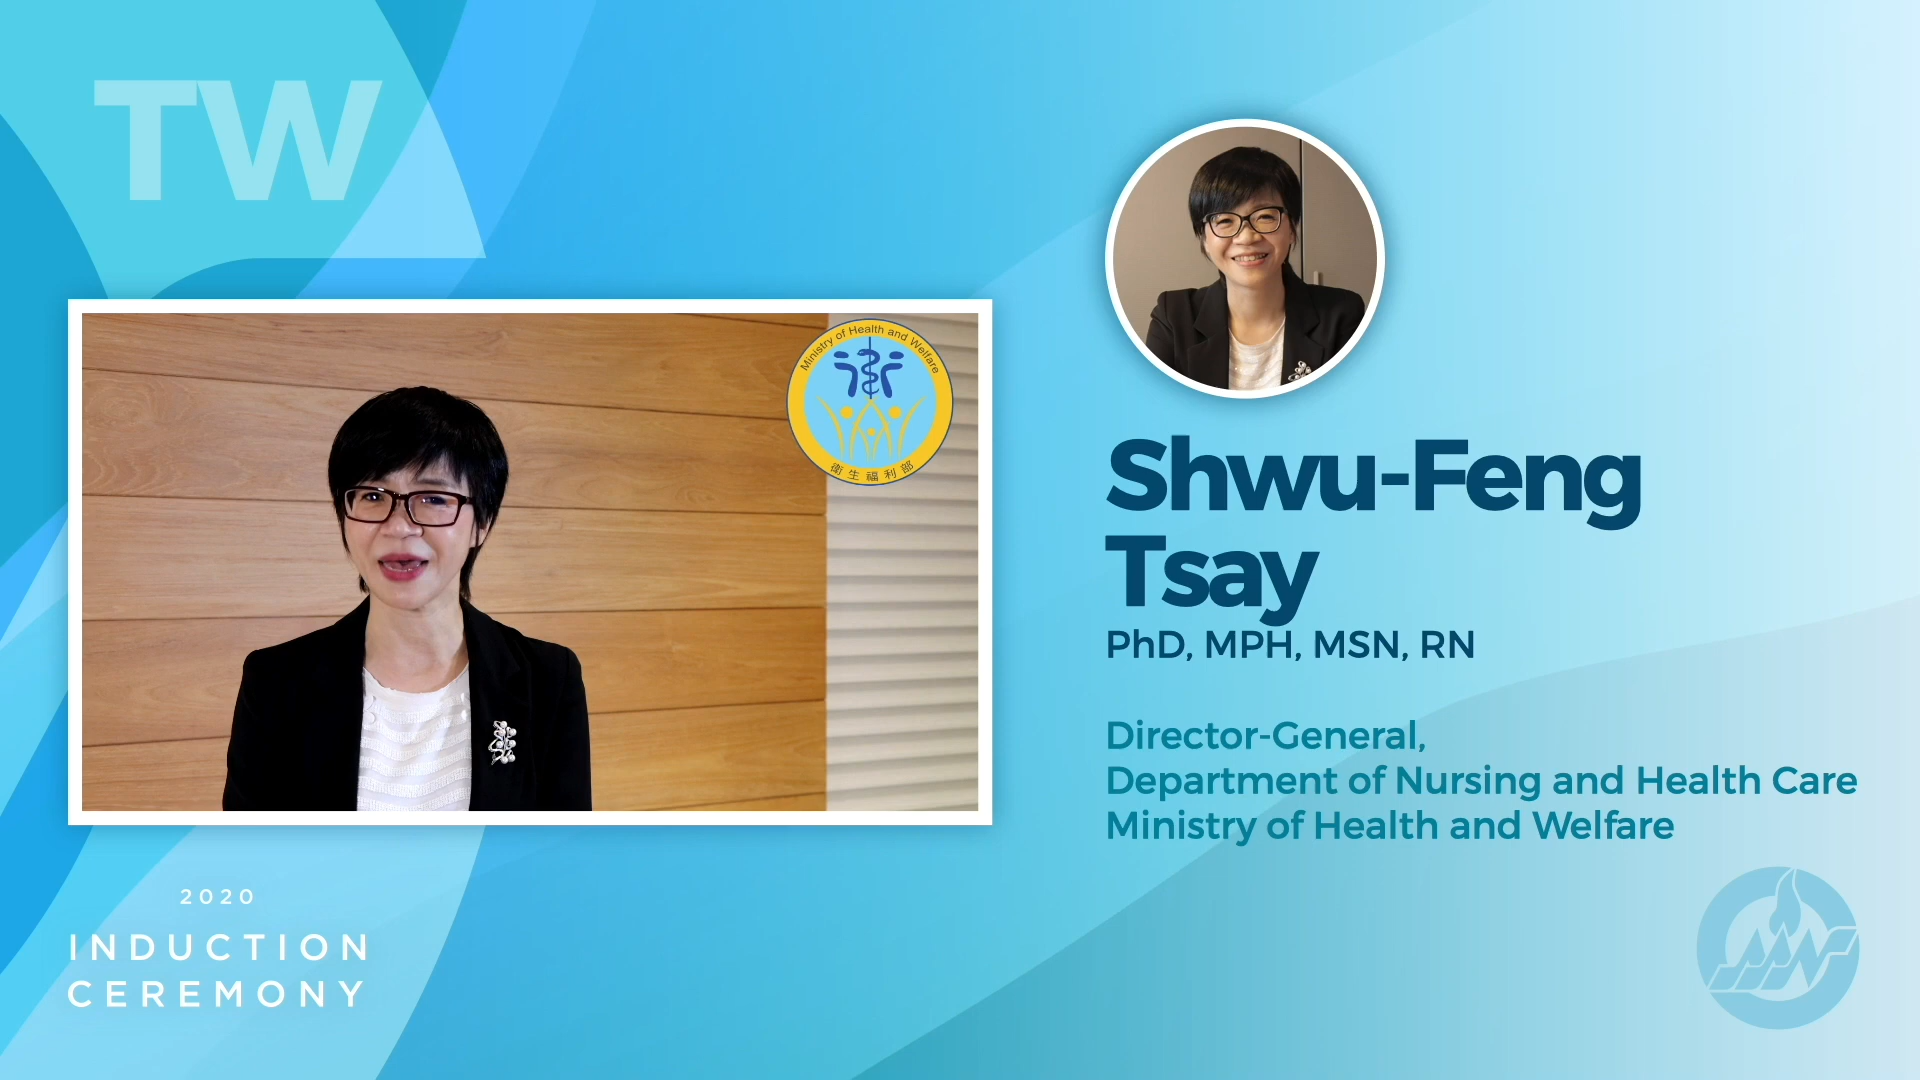 TW
Ministry of Health and Welfare
衛生福利部
Shwu-Feng
Tsay
PhD, MPH, MSN, RN
Director-General,
Department of Nursing and Health Care
Ministry of Health and Welfare
2020
INDUCTION
CEREMONY